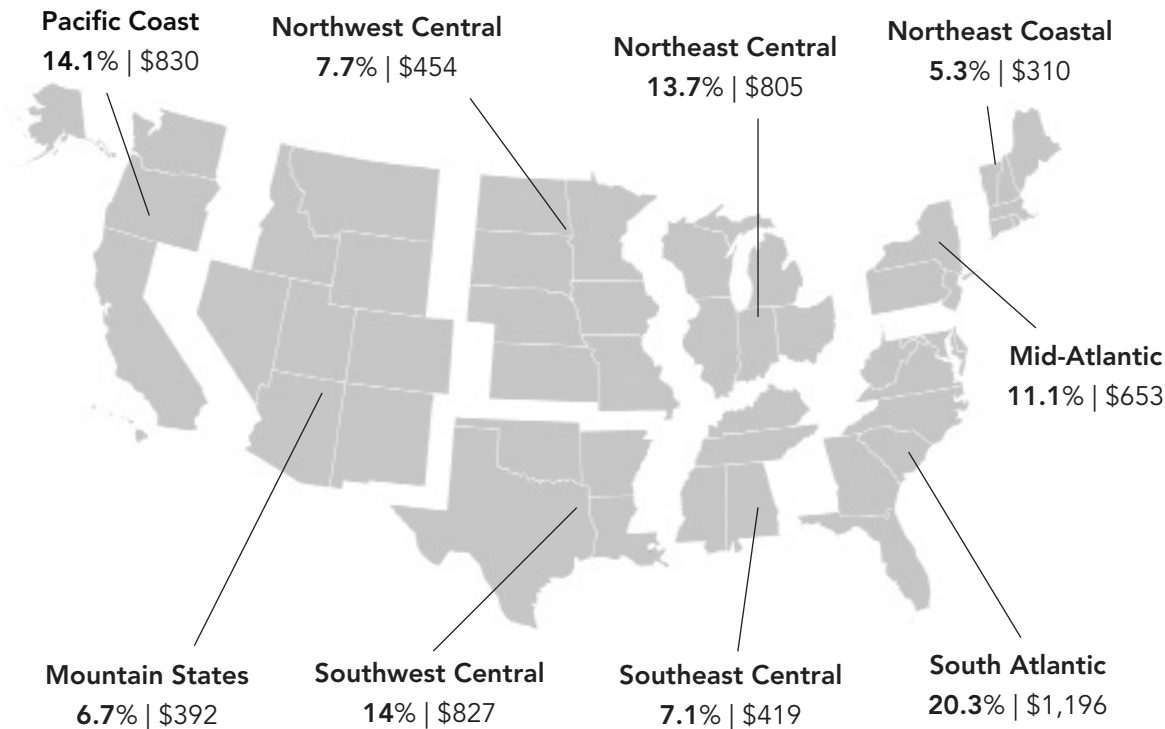 Pacific Coast
14.1% | $830
Northwest Central
7.7% | $454
Northeast Central
13.7% | $805
Northeast Coastal
5.3% | $310
Mid-Atlantic
11.1% | $653
Mountain States
6.7% | $392
Southwest Central
14% | $827
Southeast Central
7.1% | $419
South Atlantic
20.3% | $1,196